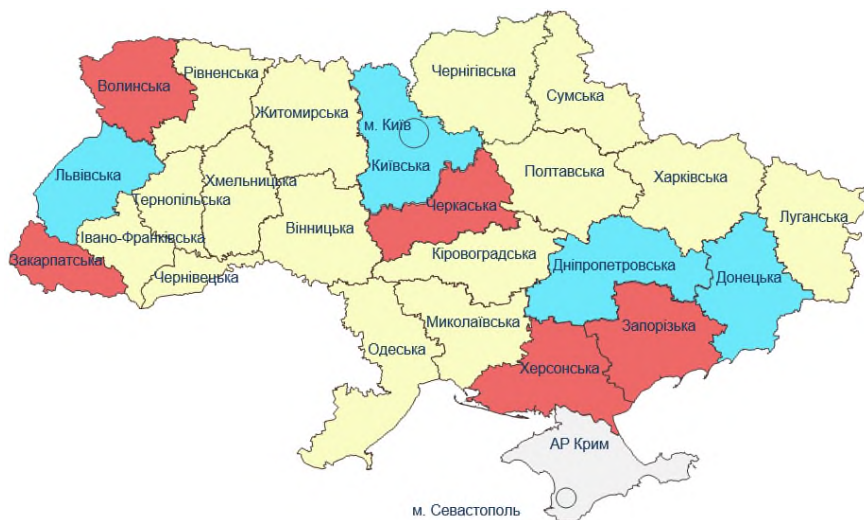 Волинська
Рівненська
Житомирська
Чернігівська
Сумська
м. Київ
Київська
Львівська
Тернопільська
Хмельницька
Вінницька
Черкаська
Полтавська
Харківська
Луганська
Закарпатська
Івано-Франківська
Чернівецька
Кіровоградська
Дніпропетровська
Донецька
Одеська
Миколаївська
Херсонська
Запорізька
АР Крим
м. Севастополь